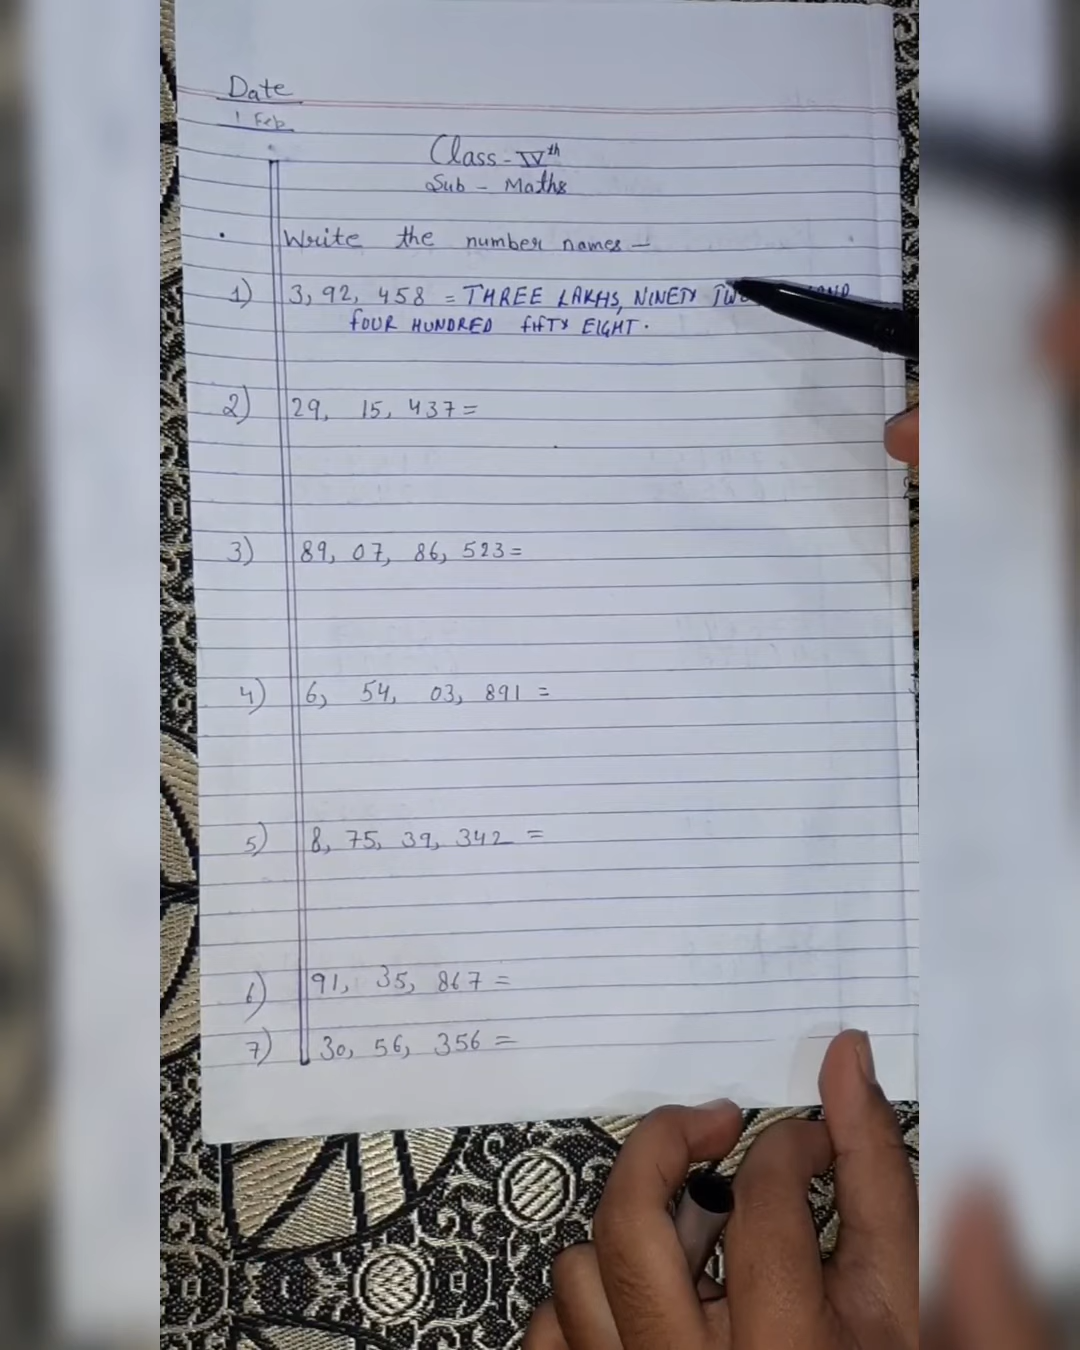 Date
1 Feb
Class - IVth
Sub - Maths
Write the number names -
1) 3, 92, 458 = THREE LAKHS, NINETY
FOUR HUNDRED FIFTY EIGHT.
2) 29, 15, 437 =
3) 89, 07, 86, 523 =
4) 6, 54, 03, 891 =
5) 8, 75, 39, 342 =
6) 91, 35, 867 =
7) 30, 56, 356 =